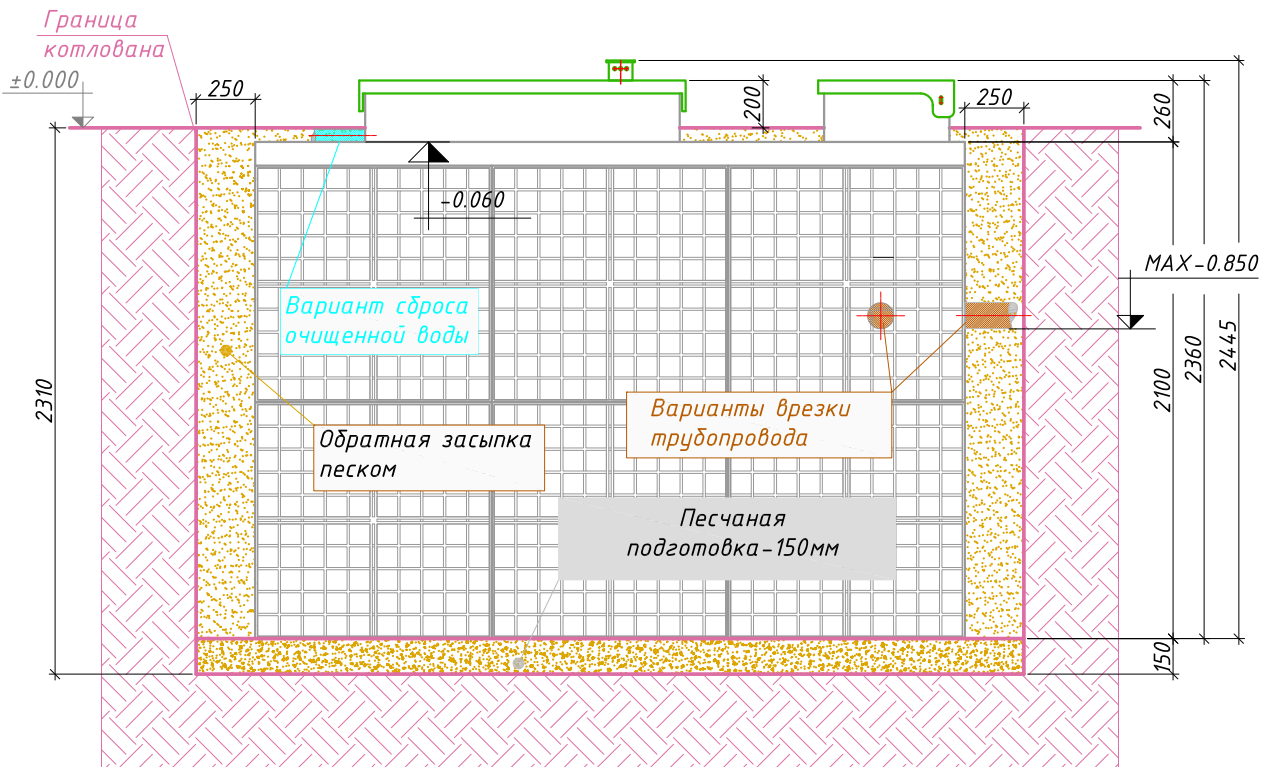 Граница
котлована
±0.000
250
200
250
260
-0.060
MAX-0.850
Вариант сброса
очищенной воды
2310
2100
2360
2445
Варианты врезки
трубопровода
Обратная засыпка
песком
Песчаная
подготовка-150мм
150